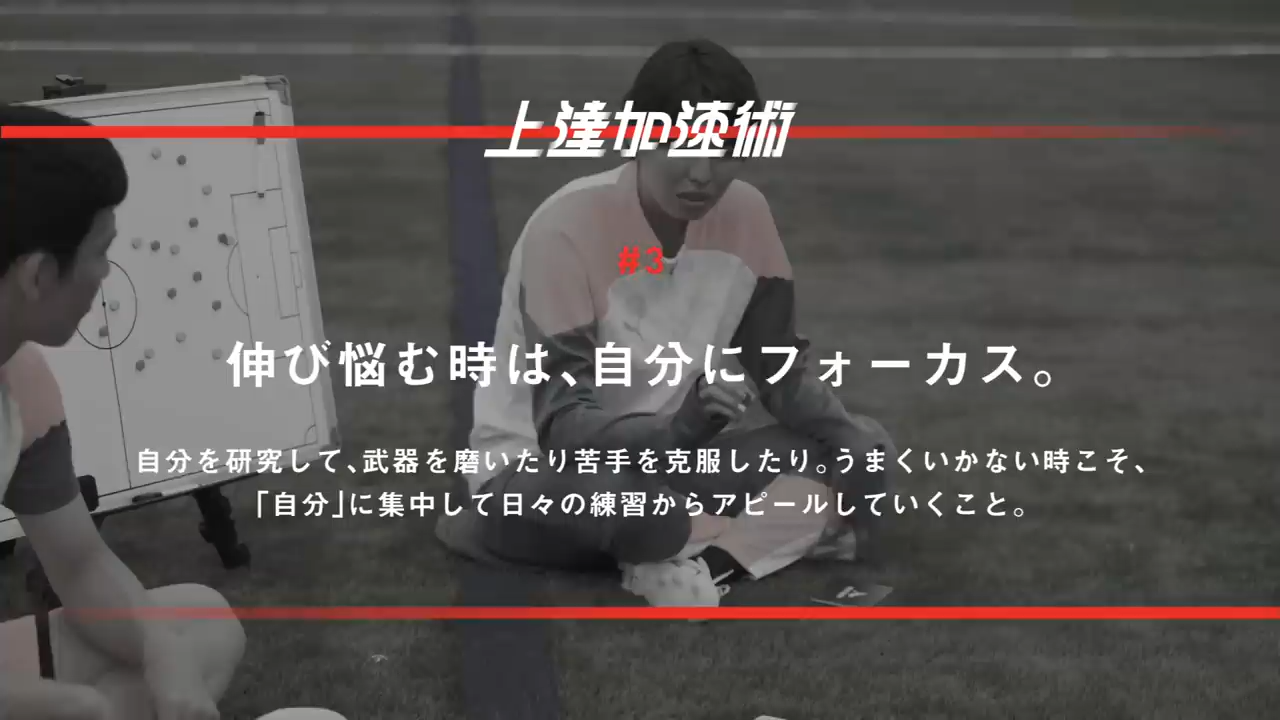 上達加速術
#3
伸び悩む時は、自分にフォーカス。
自分を研究して、武器を磨いたり苦手を克服したり。うまくいかない時こそ、
「自分」に集中して日々の練習からアピールしていくこと。